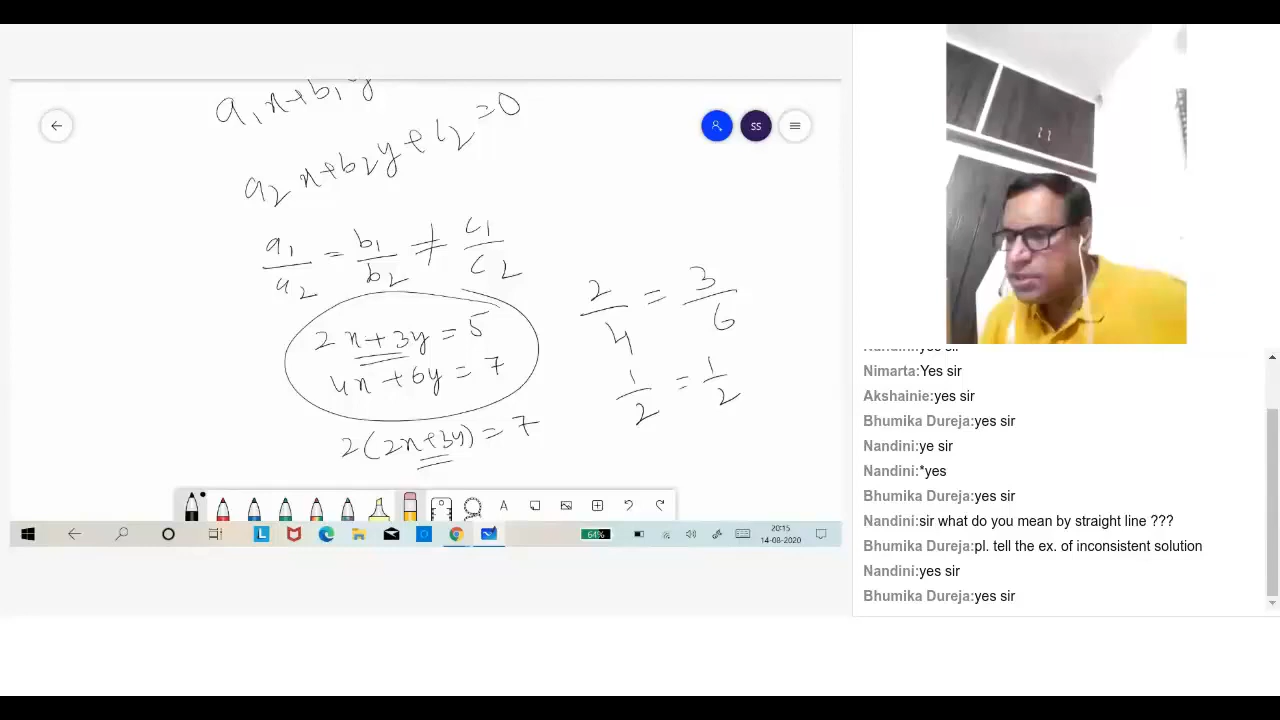 a₁x+b₁y
a₂x+b₂y+c₂=0
a₁/a₂ = b₁/b₂ ≠ c₁/c₂
2x+3y=5
4x+6y=7
2(2x+3y)=7
2/4 = 3/6
1/2 = 1/2
SS
A
L
64%
20:15
14-08-2020
Nandini:yes sir
Nimarta:Yes sir
Akshainie:yes sir
Bhumika Dureja:yes sir
Nandini:ye sir
Nandini:*yes
Bhumika Dureja:yes sir
Nandini:sir what do you mean by straight line ???
Bhumika Dureja:pl. tell the ex. of inconsistent solution
Nandini:yes sir
Bhumika Dureja:yes sir